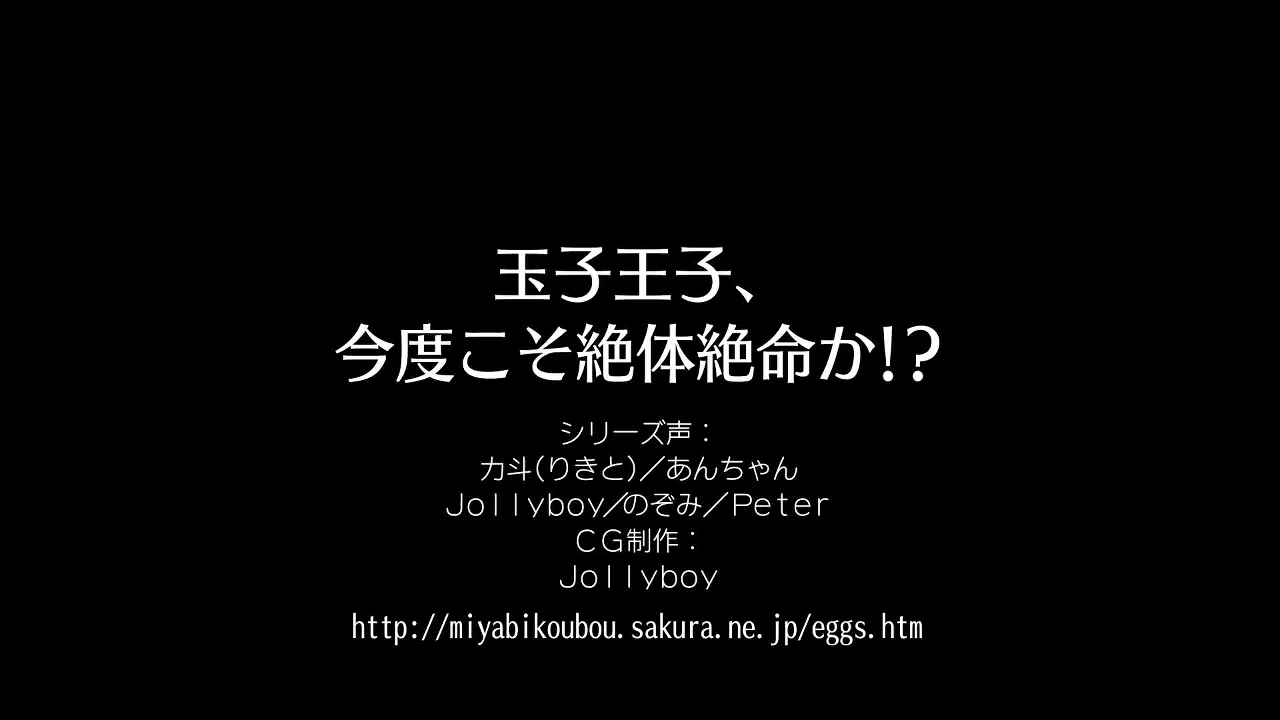 玉子王子、
今度こそ絶体絶命か!?
シリーズ声：
力斗(りきと)／あんちゃん
Jollyboy／のぞみ／Peter
CG制作：
Jollyboy
http://miyabikoubou.sakura.ne.jp/eggs.htm